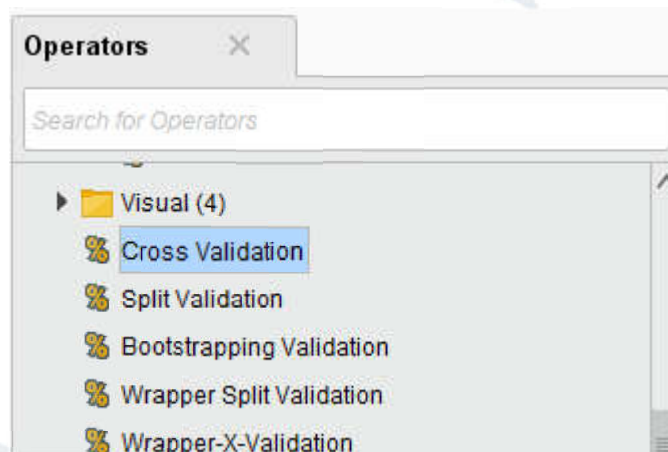 Operators
Search for Operators
Visual (4)
Cross Validation
Split Validation
Bootstrapping Validation
Wrapper Split Validation
Wrapper-X-Validation